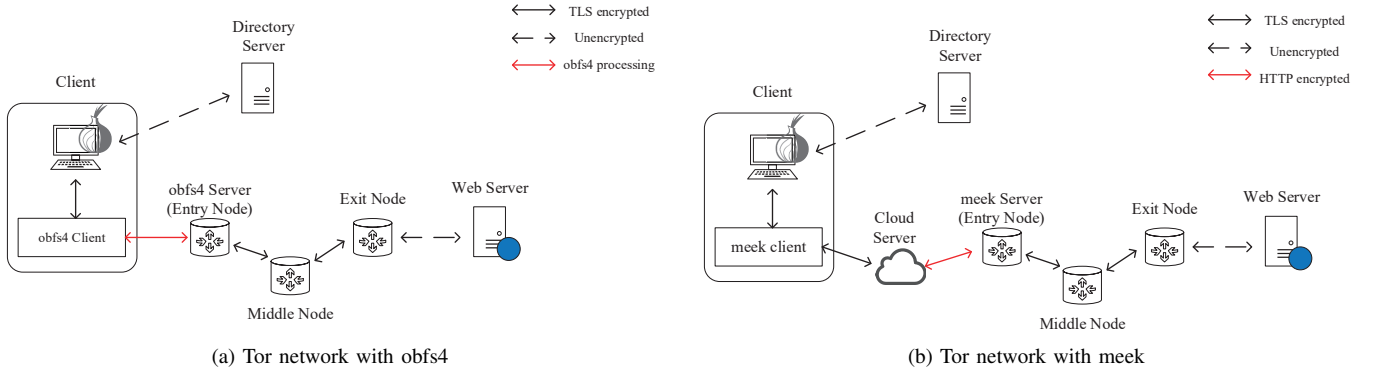 TLS encrypted
Unencrypted
obfs4 processing
Directory
Server
Client
obfs4 Server
(Entry Node)
Exit Node
Web Server
obfs4 Client
Middle Node
(a) Tor network with obfs4
TLS encrypted
Unencrypted
HTTP encrypted
Directory
Server
Client
meek Server
(Entry Node)
Exit Node
Web Server
Cloud
Server
meek client
Middle Node
(b) Tor network with meek